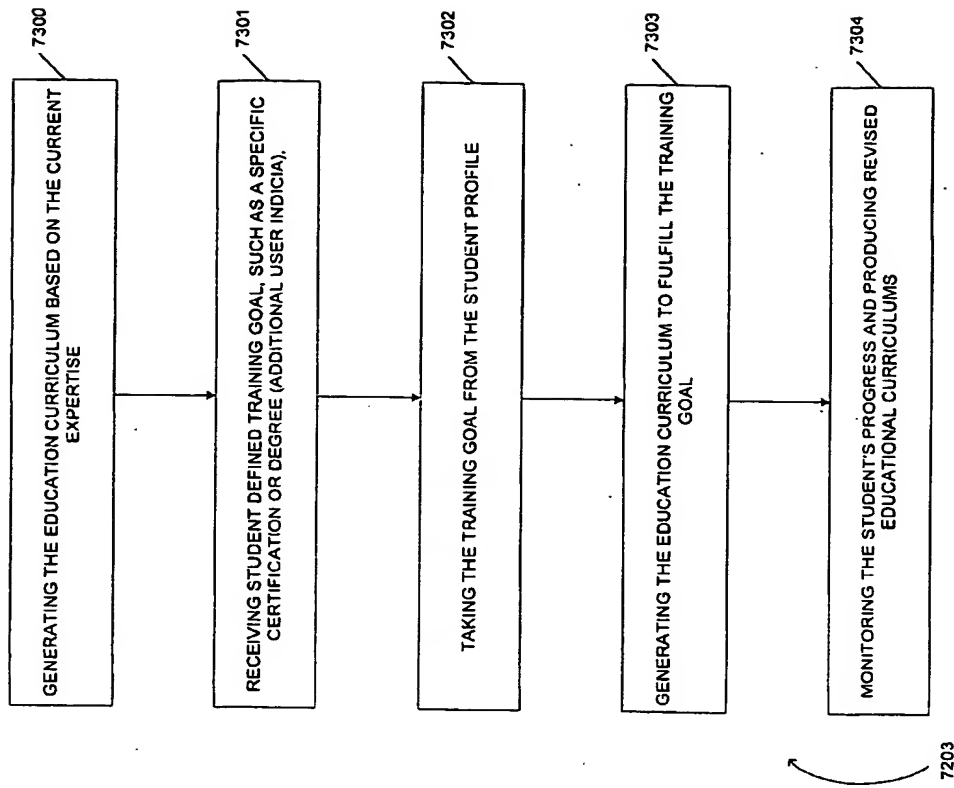 7300
GENERATING THE EDUCATION CURRICULUM BASED ON THE CURRENT
EXPERTISE
7301
RECEIVING STUDENT DEFINED TRAINING GOAL, SUCH AS A SPECIFIC
CERTIFICATION OR DEGREE (ADDITIONAL USER INDICIA).
7302
TAKING THE TRAINING GOAL FROM THE STUDENT PROFILE
7303
GENERATING THE EDUCATION CURRICULUM TO FULFILL THE TRAINING
GOAL
7304
MONITORING THE STUDENT'S PROGRESS AND PRODUCING REVISED
EDUCATIONAL CURRICULUMS
7203